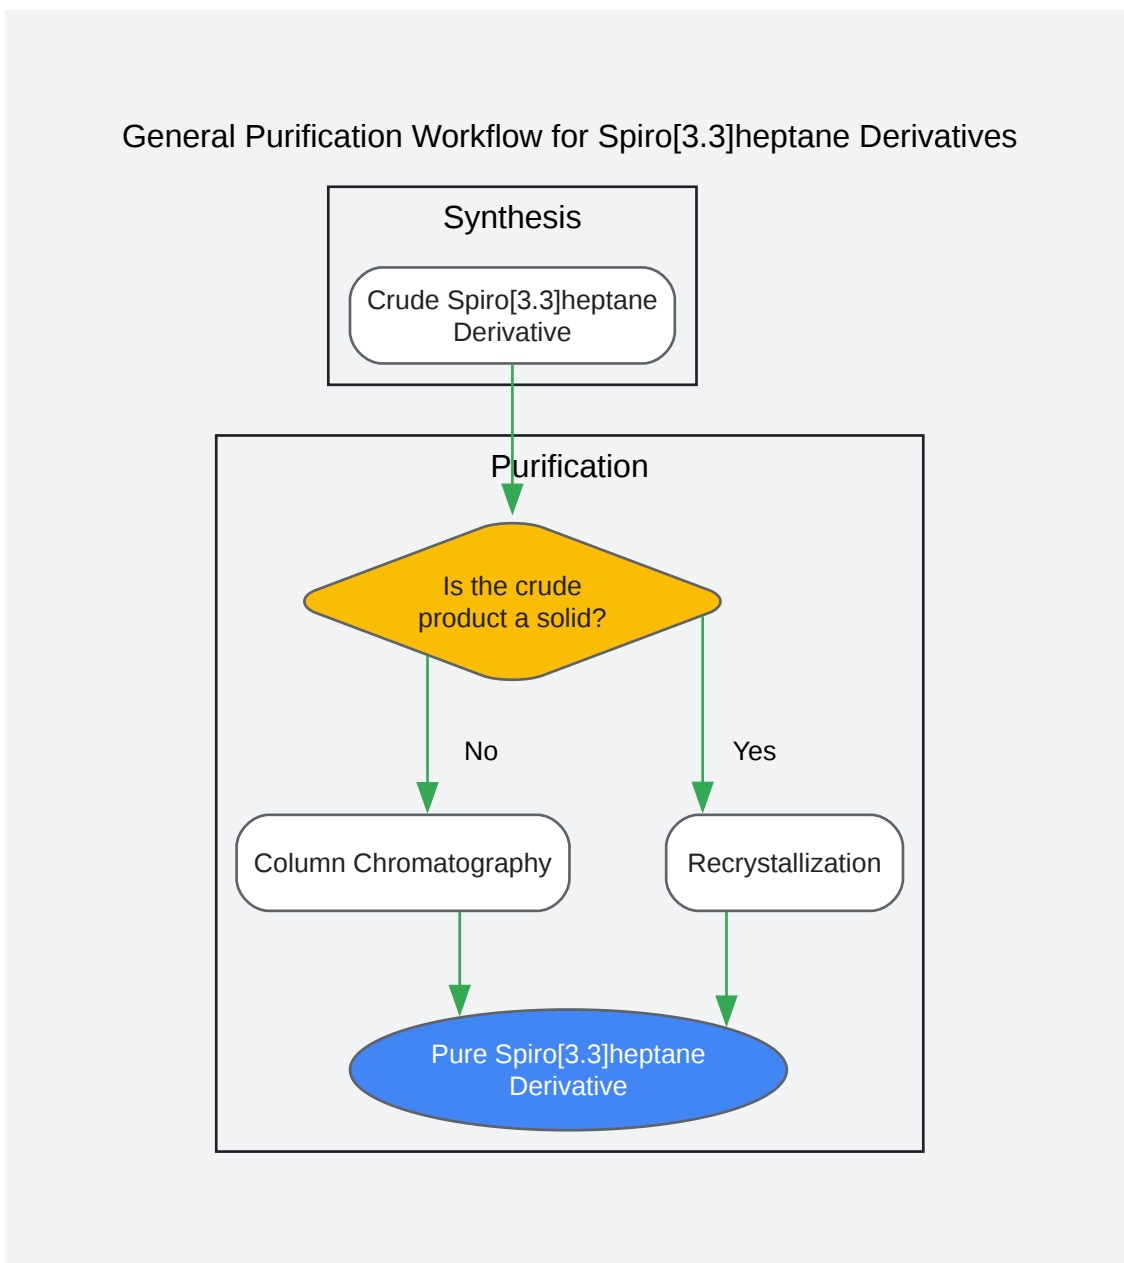 General Purification Workflow for Spiro[3.3]heptane Derivatives
Synthesis
Crude Spiro[3.3]heptane
Derivative
Purification
Is the crude
product a solid?
No
Yes
Column Chromatography
Recrystallization
Pure Spiro[3.3]heptane
Derivative